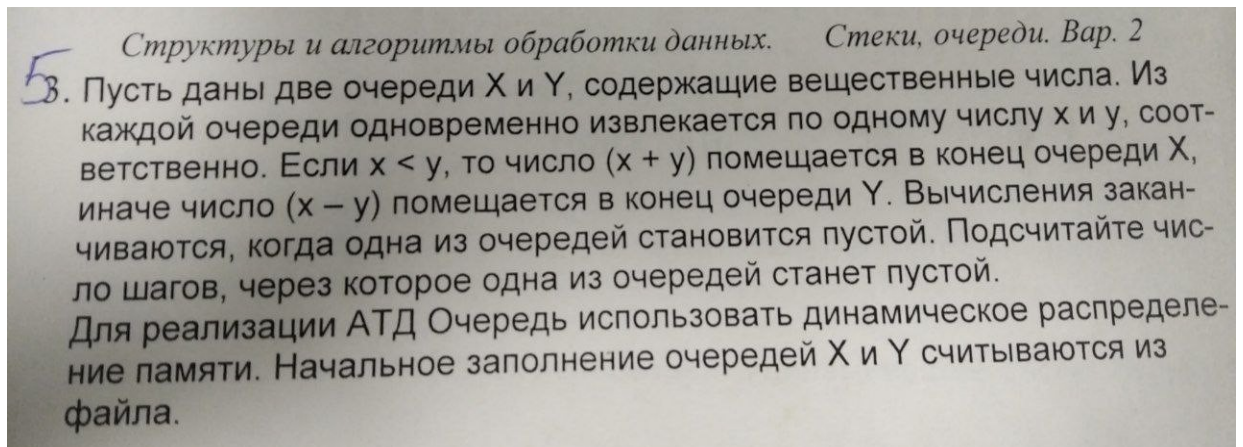 Структуры и алгоритмы обработки данных. Стеки, очереди. Вар. 2
5
3. Пусть даны две очереди X и Y, содержащие вещественные числа. Из
каждой очереди одновременно извлекается по одному числу x и y, соот-
ветственно. Если x < y, то число (x + y) помещается в конец очереди X,
иначе число (x – y) помещается в конец очереди Y. Вычисления закан-
чиваются, когда одна из очередей становится пустой. Подсчитайте чис-
ло шагов, через которое одна из очередей станет пустой.
Для реализации АТД Очередь использовать динамическое распределе-
ние памяти. Начальное заполнение очередей X и Y считываются из
файла.